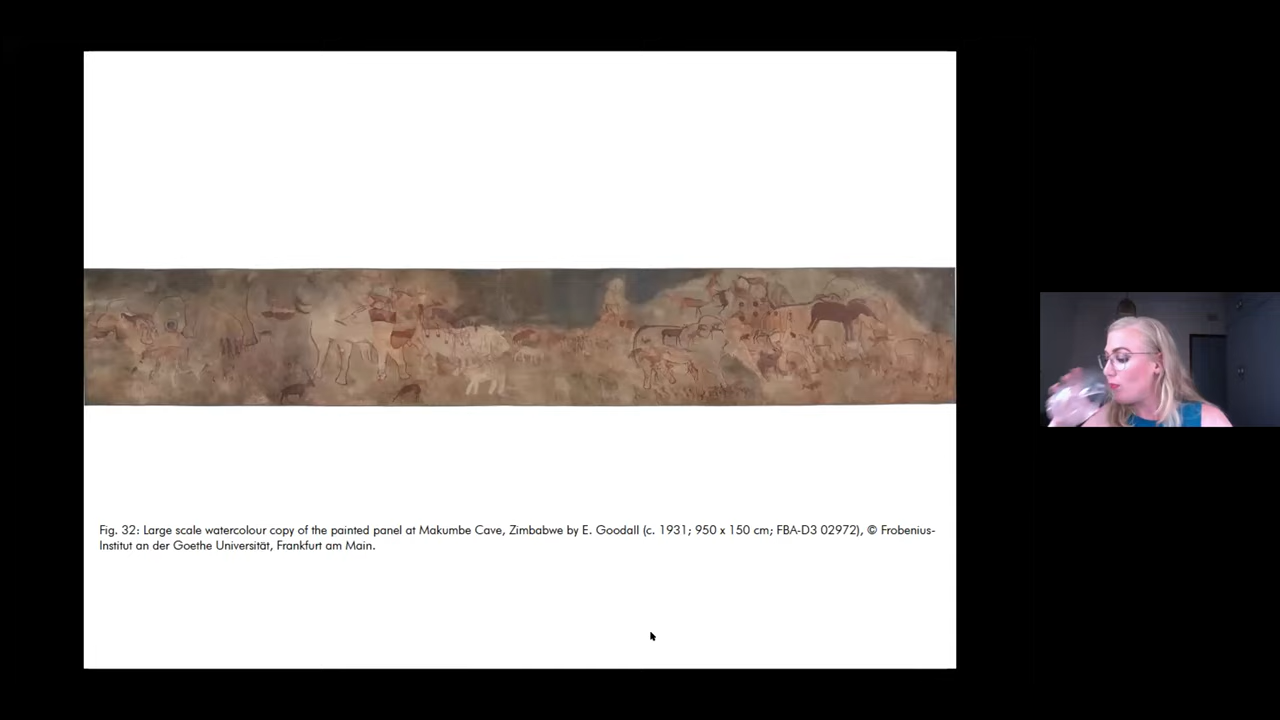 Fig. 32: Large scale watercolour copy of the painted panel at Makumbe Cave, Zimbabwe by E. Goodall (c. 1931; 950 x 150 cm; FBA-D3 02972), © Frobenius-
Institut an der Goethe Universität, Frankfurt am Main.